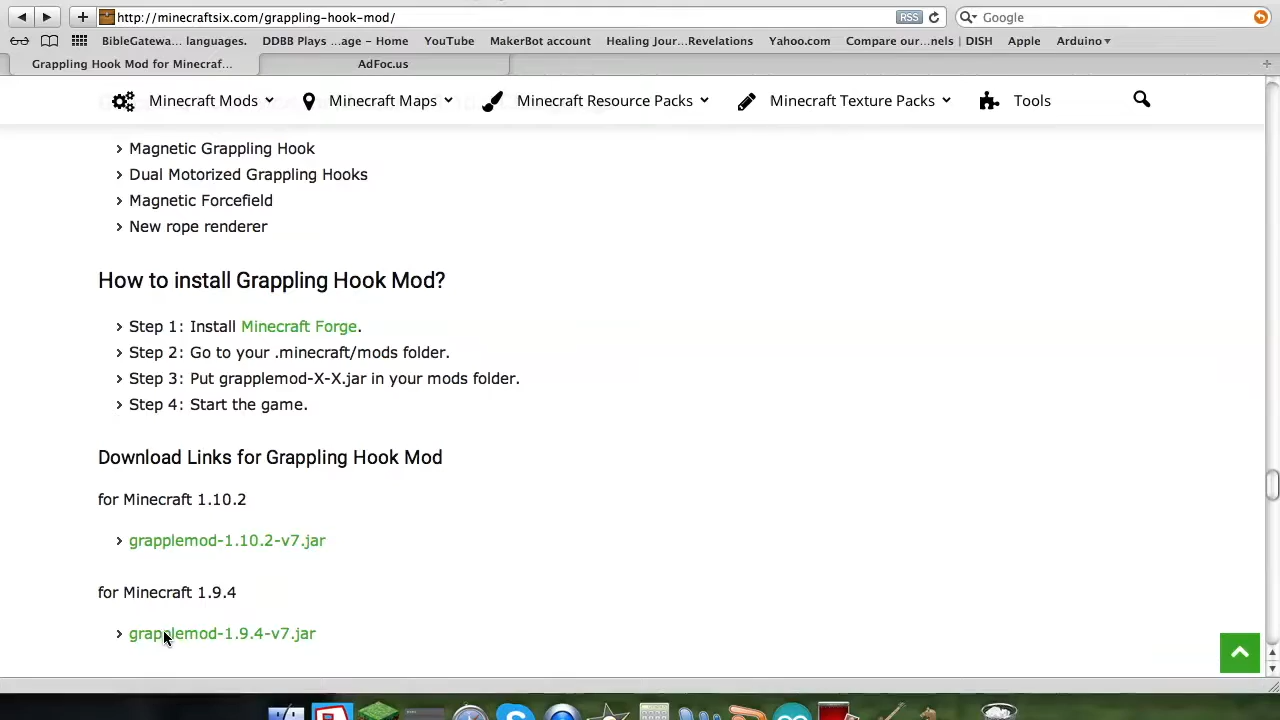 http://minecraftsix.com/grappling-hook-mod/
RSS
Google
BibleGatewa... languages.
DDBB Plays ...age - Home
YouTube
MakerBot account
Healing Jour...Revelations
Yahoo.com
Compare our...nels | DISH
Apple
Arduino
Grappling Hook Mod for Minecraf...
AdFoc.us
Minecraft Mods
Minecraft Maps
Minecraft Resource Packs
Minecraft Texture Packs
Tools
Magnetic Grappling Hook
Dual Motorized Grappling Hooks
Magnetic Forcefield
New rope renderer
How to install Grappling Hook Mod?
Step 1: Install Minecraft Forge.
Step 2: Go to your .minecraft/mods folder.
Step 3: Put grapplemod-X-X.jar in your mods folder.
Step 4: Start the game.
Download Links for Grappling Hook Mod
for Minecraft 1.10.2
grapplemod-1.10.2-v7.jar
for Minecraft 1.9.4
grapplemod-1.9.4-v7.jar